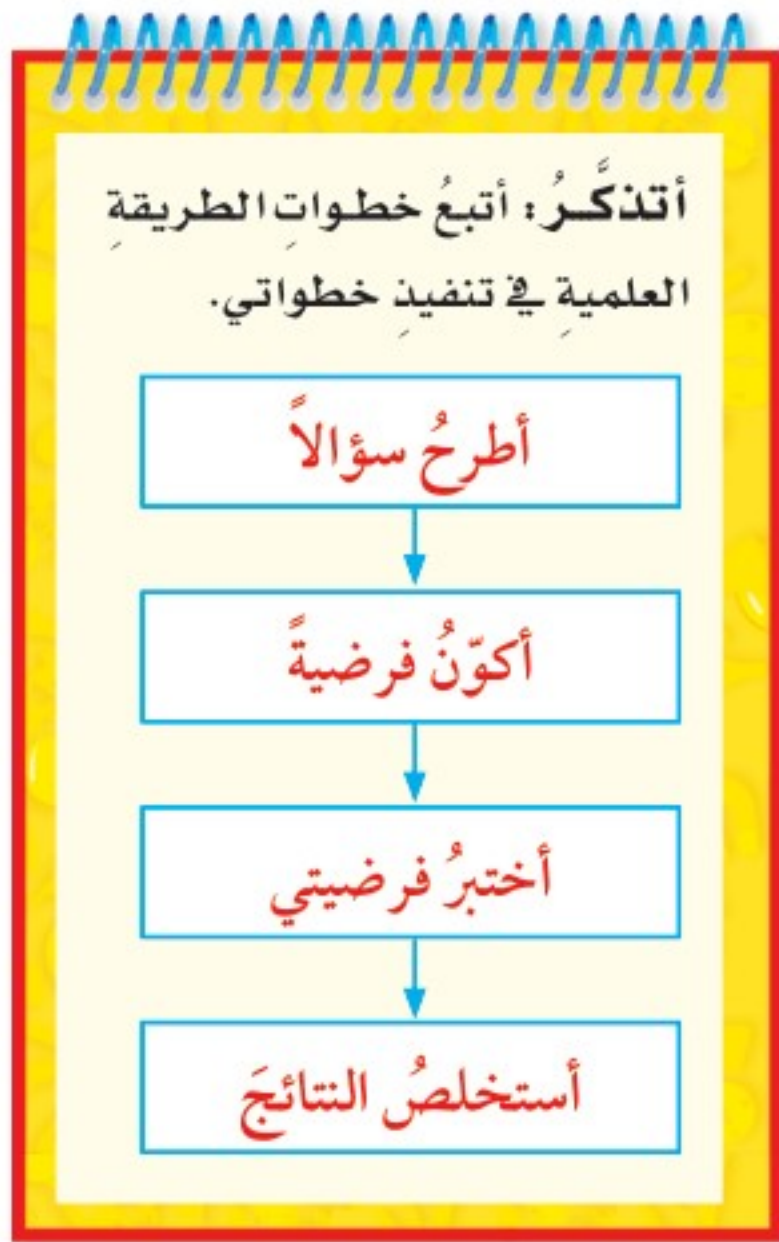 أتذكَّرُ: أتبعُ خطواتِ الطريقةِ
العلميةِ في تنفيذِ خطواتي.
أطرحُ سؤالاً
أكوّنُ فرضيةً
أختبرُ فرضيتي
أستخلصُ النتائجَ